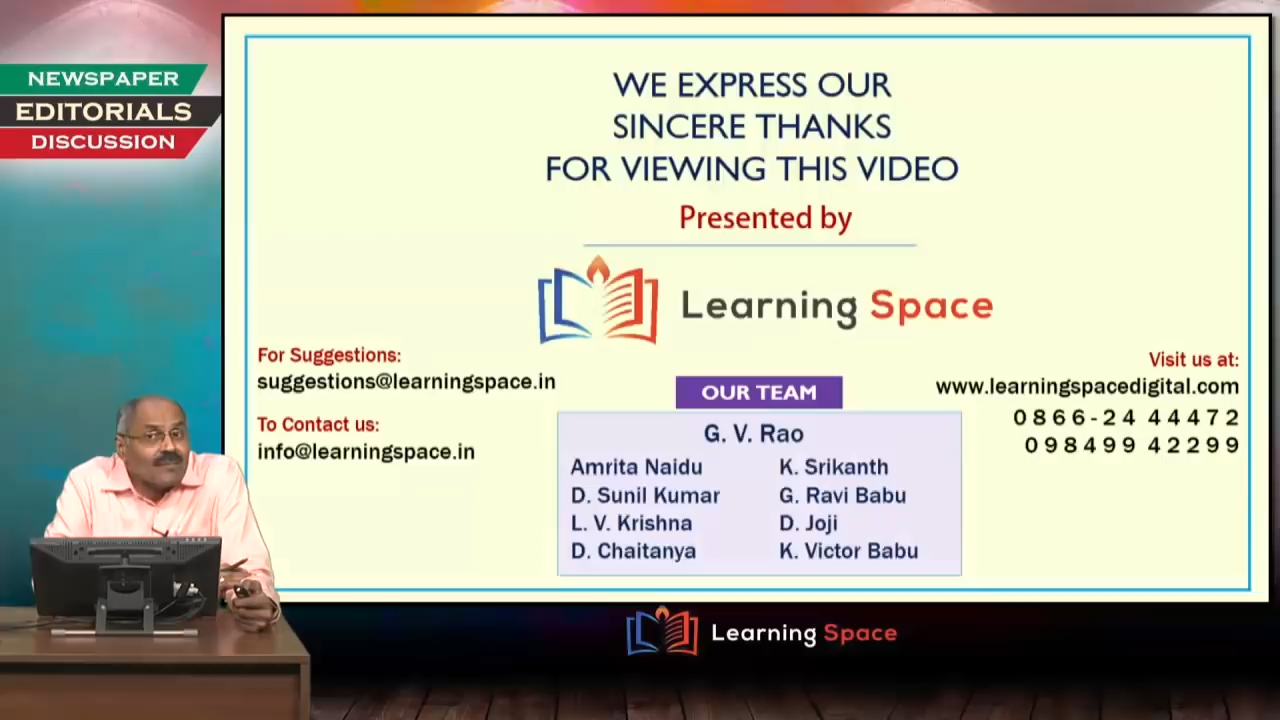 NEWSPAPER
EDITORIALS
DISCUSSION
WE EXPRESS OUR
SINCERE THANKS
FOR VIEWING THIS VIDEO
Presented by
Learning Space
For Suggestions:
suggestions@learningspace.in
To Contact us:
info@learningspace.in
Visit us at:
www.learningspacedigital.com
0866-24 44472
098499 42299
OUR TEAM
G. V. Rao
Amrita Naidu
D. Sunil Kumar
L. V. Krishna
D. Chaitanya
K. Srikanth
G. Ravi Babu
D. Joji
K. Victor Babu
Learning Space